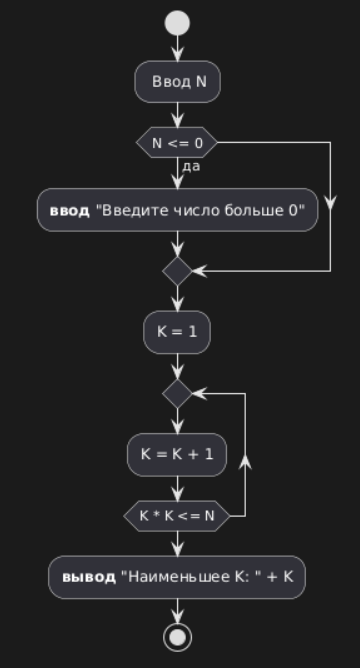 Ввод N
N <= 0
да
ввод "Введите число больше 0"
K = 1
K = K + 1
K * K <= N
вывод "Наименьшее K: " + K